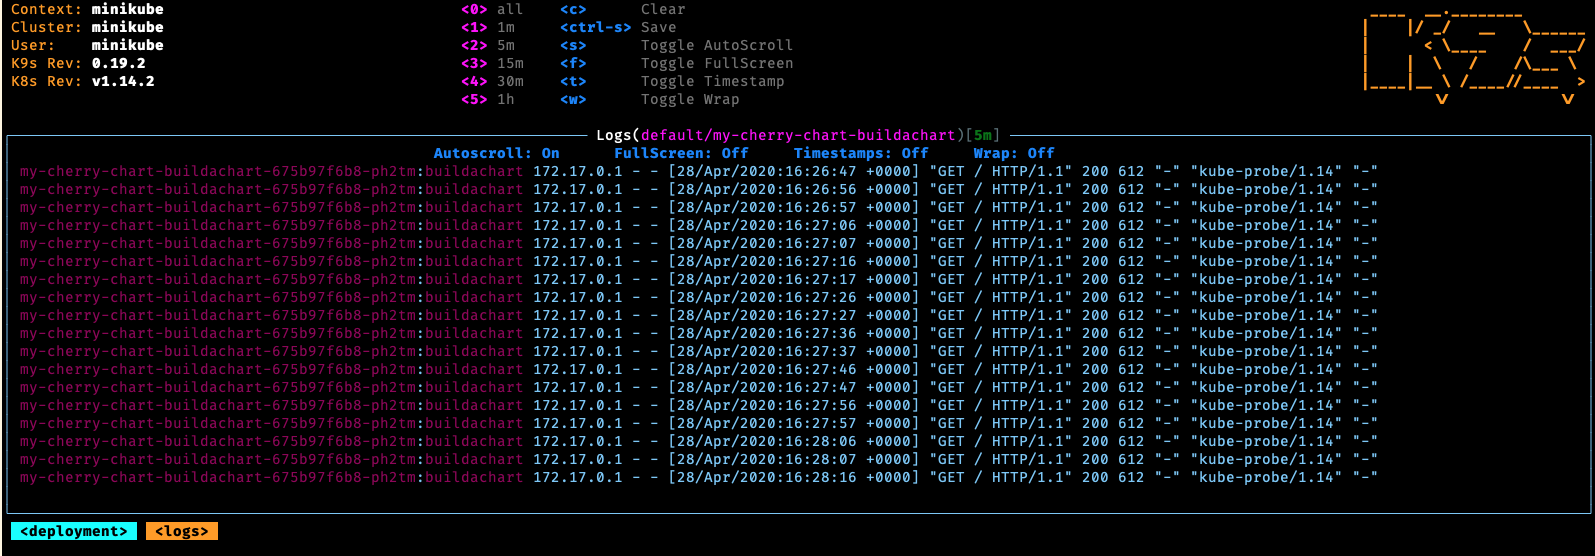 Context: minikube <0> all <c> Clear
Cluster: minikube <1> 1m <ctrl-s> Save
User: minikube <2> 5m <s> Toggle AutoScroll
K9s Rev: 0.19.2 <3> 15m <f> Toggle FullScreen
K8s Rev: v1.14.2 <4> 30m <t> Toggle Timestamp
<5> 1h <w> Toggle Wrap
Logs(default/my-cherry-chart-buildachart)[5m]
Autoscroll: On FullScreen: Off Timestamps: Off Wrap: Off
my-cherry-chart-buildachart-675b97f6b8-ph2tm:buildachart 172.17.0.1 - - [28/Apr/2020:16:26:47 +0000] "GET / HTTP/1.1" 200 612 "-" "kube-probe/1.14" "-"
my-cherry-chart-buildachart-675b97f6b8-ph2tm:buildachart 172.17.0.1 - - [28/Apr/2020:16:26:56 +0000] "GET / HTTP/1.1" 200 612 "-" "kube-probe/1.14" "-"
my-cherry-chart-buildachart-675b97f6b8-ph2tm:buildachart 172.17.0.1 - - [28/Apr/2020:16:26:57 +0000] "GET / HTTP/1.1" 200 612 "-" "kube-probe/1.14" "-"
my-cherry-chart-buildachart-675b97f6b8-ph2tm:buildachart 172.17.0.1 - - [28/Apr/2020:16:27:06 +0000] "GET / HTTP/1.1" 200 612 "-" "kube-probe/1.14" "-"
my-cherry-chart-buildachart-675b97f6b8-ph2tm:buildachart 172.17.0.1 - - [28/Apr/2020:16:27:07 +0000] "GET / HTTP/1.1" 200 612 "-" "kube-probe/1.14" "-"
my-cherry-chart-buildachart-675b97f6b8-ph2tm:buildachart 172.17.0.1 - - [28/Apr/2020:16:27:16 +0000] "GET / HTTP/1.1" 200 612 "-" "kube-probe/1.14" "-"
my-cherry-chart-buildachart-675b97f6b8-ph2tm:buildachart 172.17.0.1 - - [28/Apr/2020:16:27:17 +0000] "GET / HTTP/1.1" 200 612 "-" "kube-probe/1.14" "-"
my-cherry-chart-buildachart-675b97f6b8-ph2tm:buildachart 172.17.0.1 - - [28/Apr/2020:16:27:26 +0000] "GET / HTTP/1.1" 200 612 "-" "kube-probe/1.14" "-"
my-cherry-chart-buildachart-675b97f6b8-ph2tm:buildachart 172.17.0.1 - - [28/Apr/2020:16:27:27 +0000] "GET / HTTP/1.1" 200 612 "-" "kube-probe/1.14" "-"
my-cherry-chart-buildachart-675b97f6b8-ph2tm:buildachart 172.17.0.1 - - [28/Apr/2020:16:27:36 +0000] "GET / HTTP/1.1" 200 612 "-" "kube-probe/1.14" "-"
my-cherry-chart-buildachart-675b97f6b8-ph2tm:buildachart 172.17.0.1 - - [28/Apr/2020:16:27:37 +0000] "GET / HTTP/1.1" 200 612 "-" "kube-probe/1.14" "-"
my-cherry-chart-buildachart-675b97f6b8-ph2tm:buildachart 172.17.0.1 - - [28/Apr/2020:16:27:46 +0000] "GET / HTTP/1.1" 200 612 "-" "kube-probe/1.14" "-"
my-cherry-chart-buildachart-675b97f6b8-ph2tm:buildachart 172.17.0.1 - - [28/Apr/2020:16:27:47 +0000] "GET / HTTP/1.1" 200 612 "-" "kube-probe/1.14" "-"
my-cherry-chart-buildachart-675b97f6b8-ph2tm:buildachart 172.17.0.1 - - [28/Apr/2020:16:27:56 +0000] "GET / HTTP/1.1" 200 612 "-" "kube-probe/1.14" "-"
my-cherry-chart-buildachart-675b97f6b8-ph2tm:buildachart 172.17.0.1 - - [28/Apr/2020:16:27:57 +0000] "GET / HTTP/1.1" 200 612 "-" "kube-probe/1.14" "-"
my-cherry-chart-buildachart-675b97f6b8-ph2tm:buildachart 172.17.0.1 - - [28/Apr/2020:16:28:06 +0000] "GET / HTTP/1.1" 200 612 "-" "kube-probe/1.14" "-"
my-cherry-chart-buildachart-675b97f6b8-ph2tm:buildachart 172.17.0.1 - - [28/Apr/2020:16:28:07 +0000] "GET / HTTP/1.1" 200 612 "-" "kube-probe/1.14" "-"
my-cherry-chart-buildachart-675b97f6b8-ph2tm:buildachart 172.17.0.1 - - [28/Apr/2020:16:28:16 +0000] "GET / HTTP/1.1" 200 612 "-" "kube-probe/1.14" "-"
<deployment> <logs>